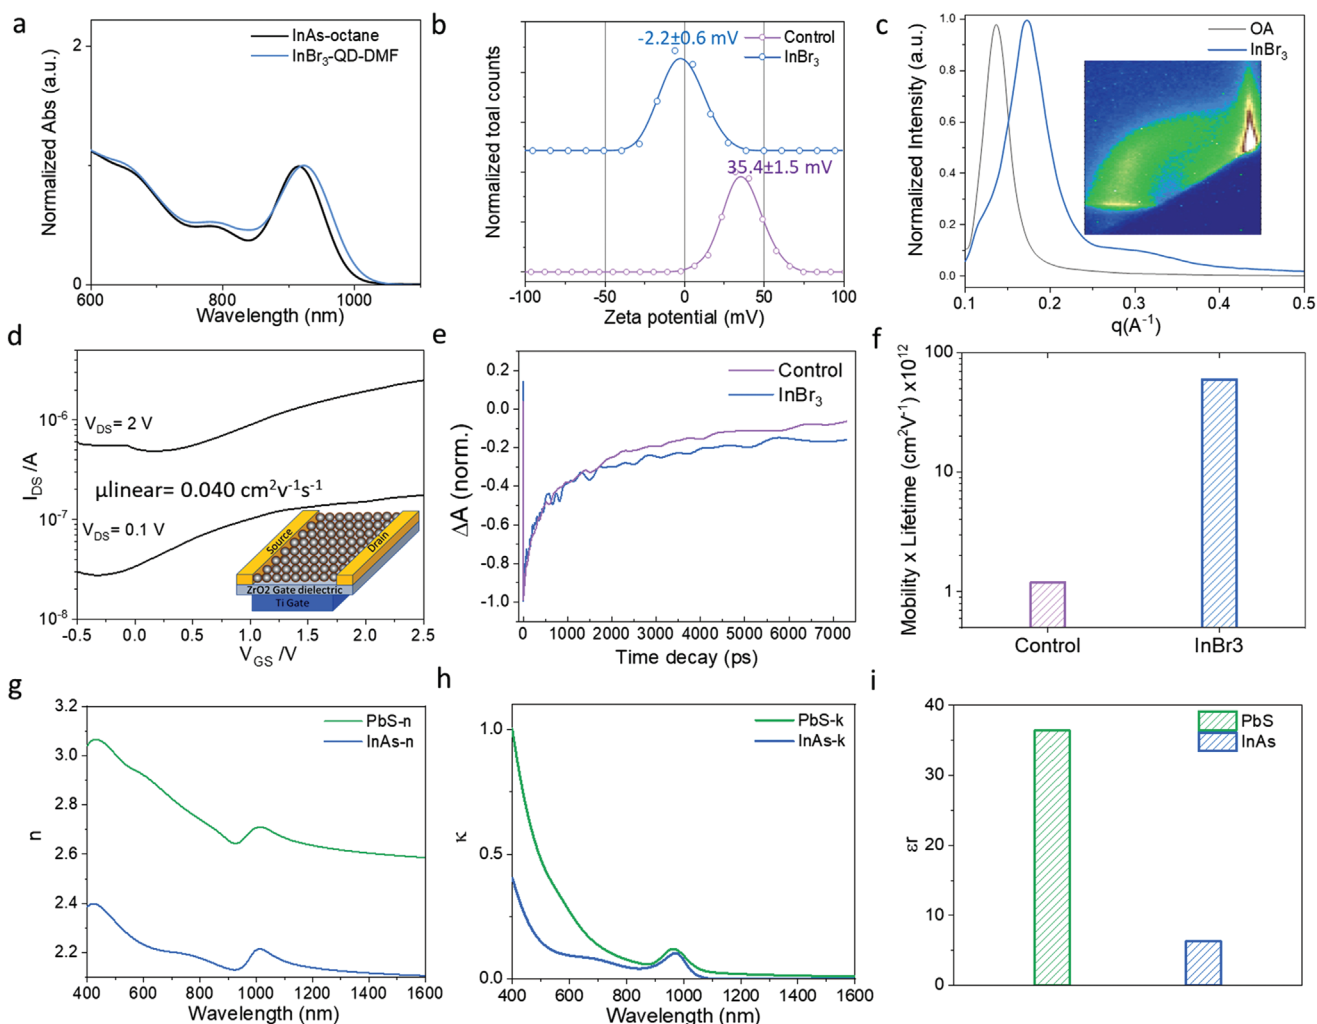 a
InAs-octane
InBr3-QD-DMF
Normalized Abs (a.u.)
2
0
600
800
1000
Wavelength (nm)
b
-2.2±0.6 mV
Control
InBr3
35.4±1.5 mV
Normalized toal counts
-100
-50
0
50
100
Zeta potential (mV)
c
OA
InBr3
Normalized Intensity (a.u.)
1.0
0.8
0.6
0.4
0.2
0.0
0.1
0.2
0.3
0.4
0.5
q(A-1)
d
VDS= 2 V
μlinear= 0.040 cm2v-1s-1
VDS= 0.1 V
IDS /A
10-6
10-7
10-8
Source
Drain
ZrO2 Gate dielectric
Ti Gate
-0.5
0.0
0.5
1.0
1.5
2.0
2.5
VGS /V
e
Control
InBr3
ΔA (norm.)
0.2
0.0
-0.2
-0.4
-0.6
-0.8
-1.0
0
1000
2000
3000
4000
5000
6000
7000
Time decay (ps)
f
Mobility x Lifetime (cm2V-1) x1012
100
10
1
Control
InBr3
g
PbS-n
InAs-n
n
3.2
3.0
2.8
2.6
2.4
2.2
400
600
800
1000
1200
1400
1600
Wavelength (nm)
h
PbS-k
InAs-k
κ
1.0
0.5
0.0
400
600
800
1000
1200
1400
1600
Wavelength (nm)
i
PbS
InAs
εr
40
30
20
10
0